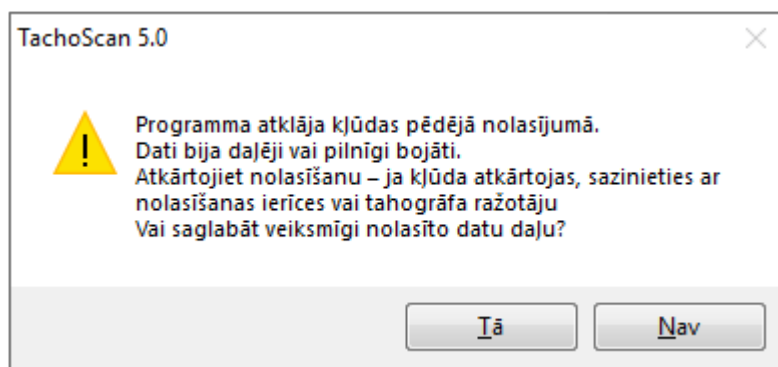 TachoScan 5.0
Programma atklāja kļūdas pēdējā nolasījumā.
Dati bija daļēji vai pilnīgi bojāti.
Atkārtojiet nolasīšanu – ja kļūda atkārtojas, sazinieties ar
nolasīšanas ierīces vai tahogrāfa ražotāju
Vai saglabāt veiksmīgi nolasīto datu daļu?
Tā
Nav